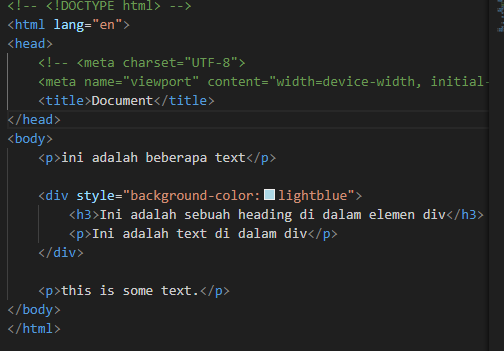 <!-- <!DOCTYPE html> -->
<html lang="en">
<head>
<!-- <meta charset="UTF-8">
<meta name="viewport" content="width=device-width, initial-
<title>Document</title>
</head>
<body>
<p>ini adalah beberapa text</p>
<div style="background-color:lightblue">
<h3>Ini adalah sebuah heading di dalam elemen div</h3>
<p>Ini adalah text di dalam div</p>
</div>
<p>this is some text.</p>
</body>
</html>